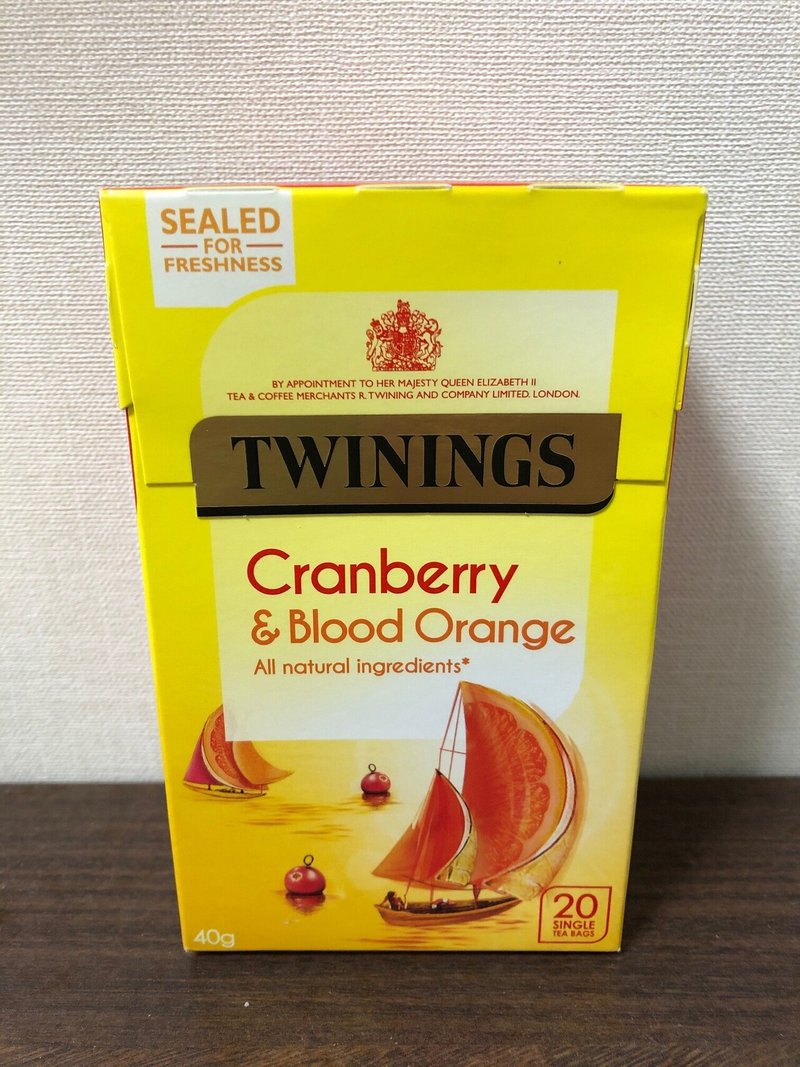 SEALED
FOR
FRESHNESS
BY APPOINTMENT TO HER MAJESTY QUEEN ELIZABETH II
TEA & COFFEE MERCHANTS R. TWINING AND COMPANY LIMITED. LONDON.
TWININGS
Cranberry
& Blood Orange
All natural ingredients*
40g
20
SINGLE
TEA BAGS